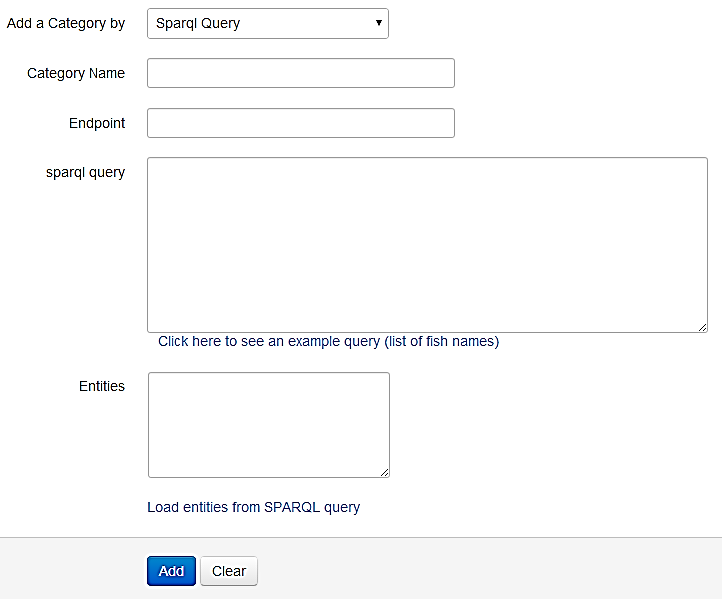 Add a Category by Sparql Query
Category Name
Endpoint
sparql query
Click here to see an example query (list of fish names)
Entities
Load entities from SPARQL query
Add Clear